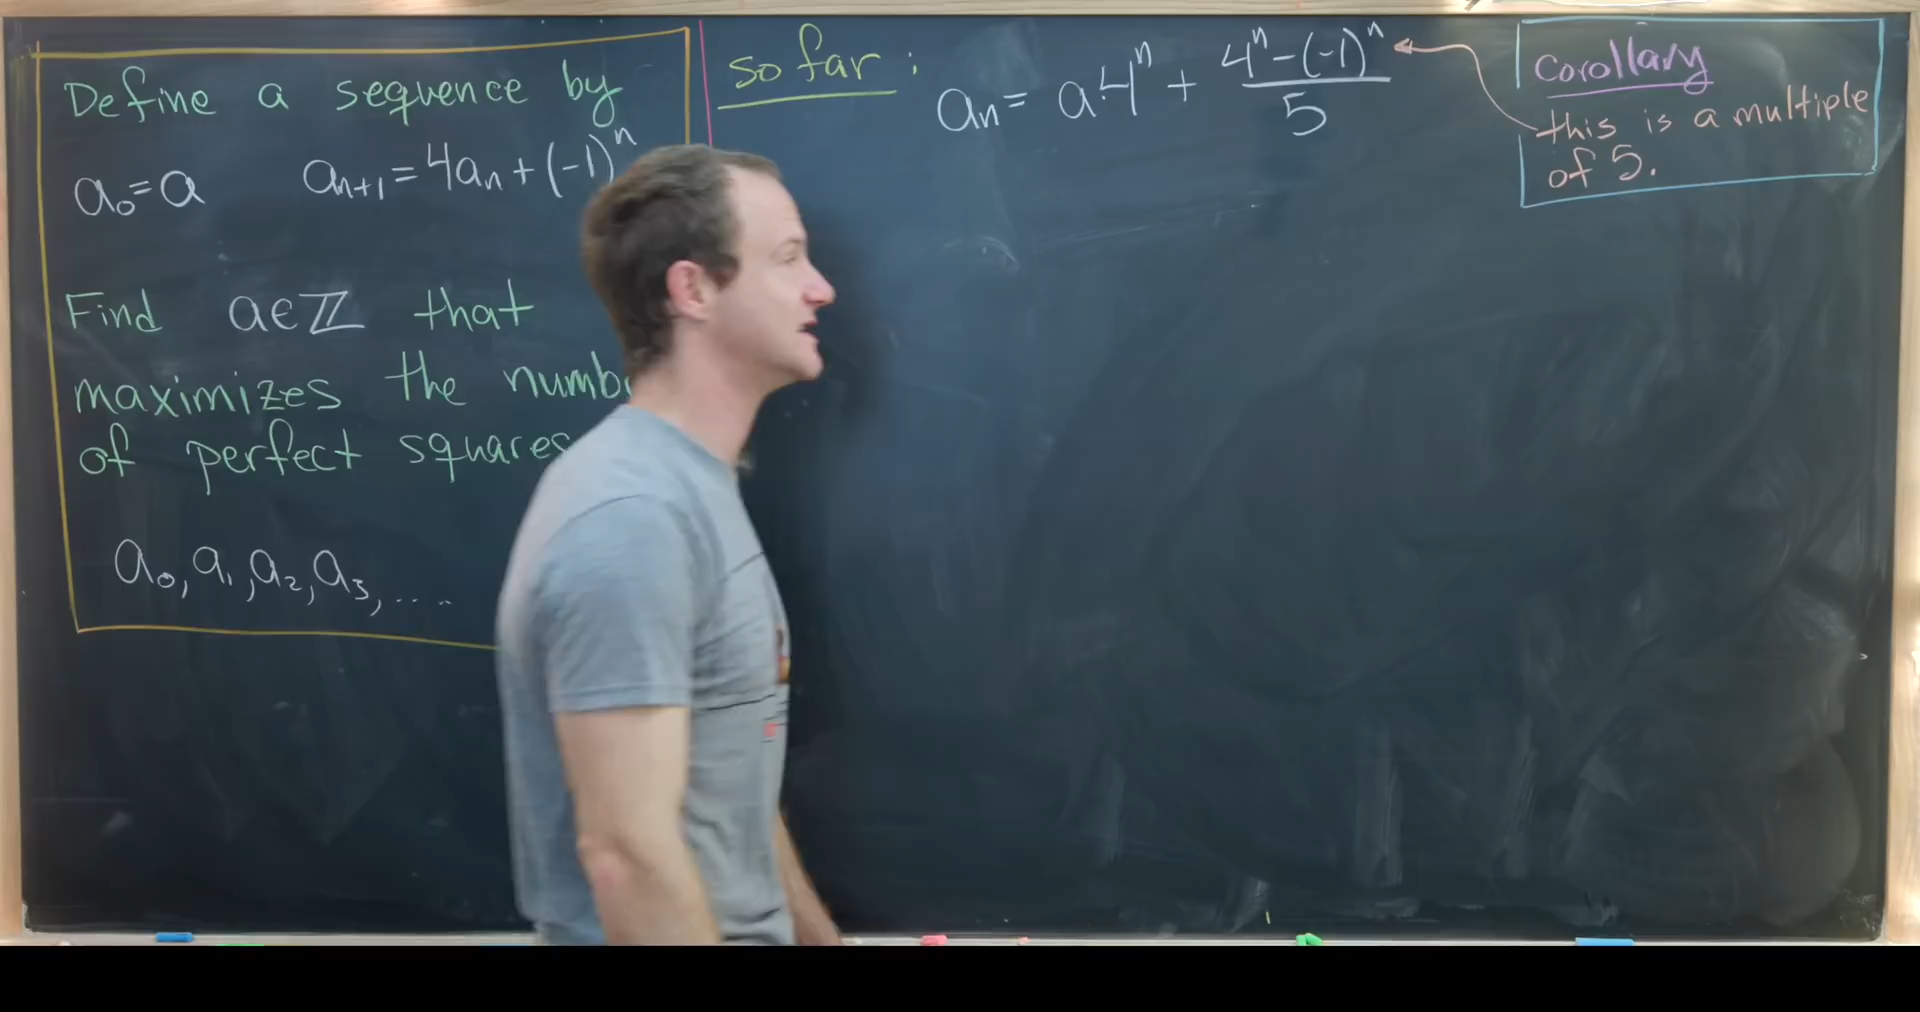 Define a sequence by
a₀=a aₙ₊₁=4aₙ+(-1)ⁿ
Find a∈ℤ that
maximizes the
of perfect squares
a₀, a₁, a₂, a₃, ....
so far:
aₙ= a·4ⁿ + (4ⁿ-(-1)ⁿ)/5
Corollary
this is a multiple
of 5.